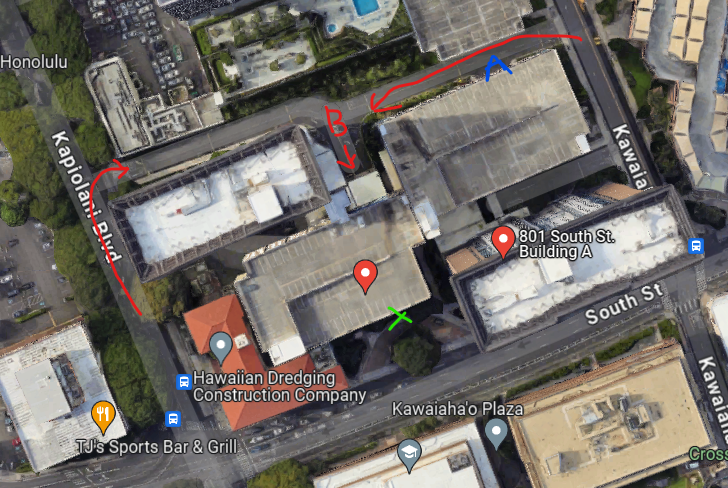 Honolulu
A
B
Kapiolani Blvd
Kawaia
801 South St.
Building A
South St
Hawaiian Dredging
Construction Company
Kawaiaha'o Plaza
TJ's Sports Bar & Grill
Kawaia
Cross